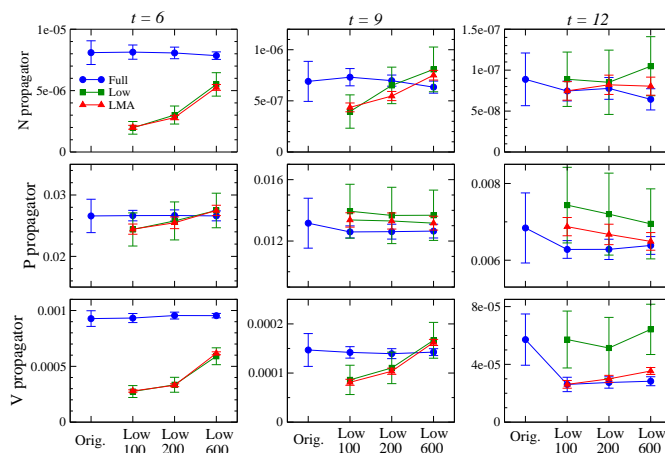 t = 6
t = 9
t = 12
N propagator
1e-05
5e-06
0
Full
Low
LMA
1e-06
5e-07
0
1.5e-07
1e-07
5e-08
0
P propagator
0.03
0.02
0.016
0.014
0.012
0.008
0.006
V propagator
0.001
0.0005
0
0.0002
0.0001
0
8e-05
4e-05
0
Orig. Low 100 Low 200 Low 600
Orig. Low 100 Low 200 Low 600
Orig. Low 100 Low 200 Low 600